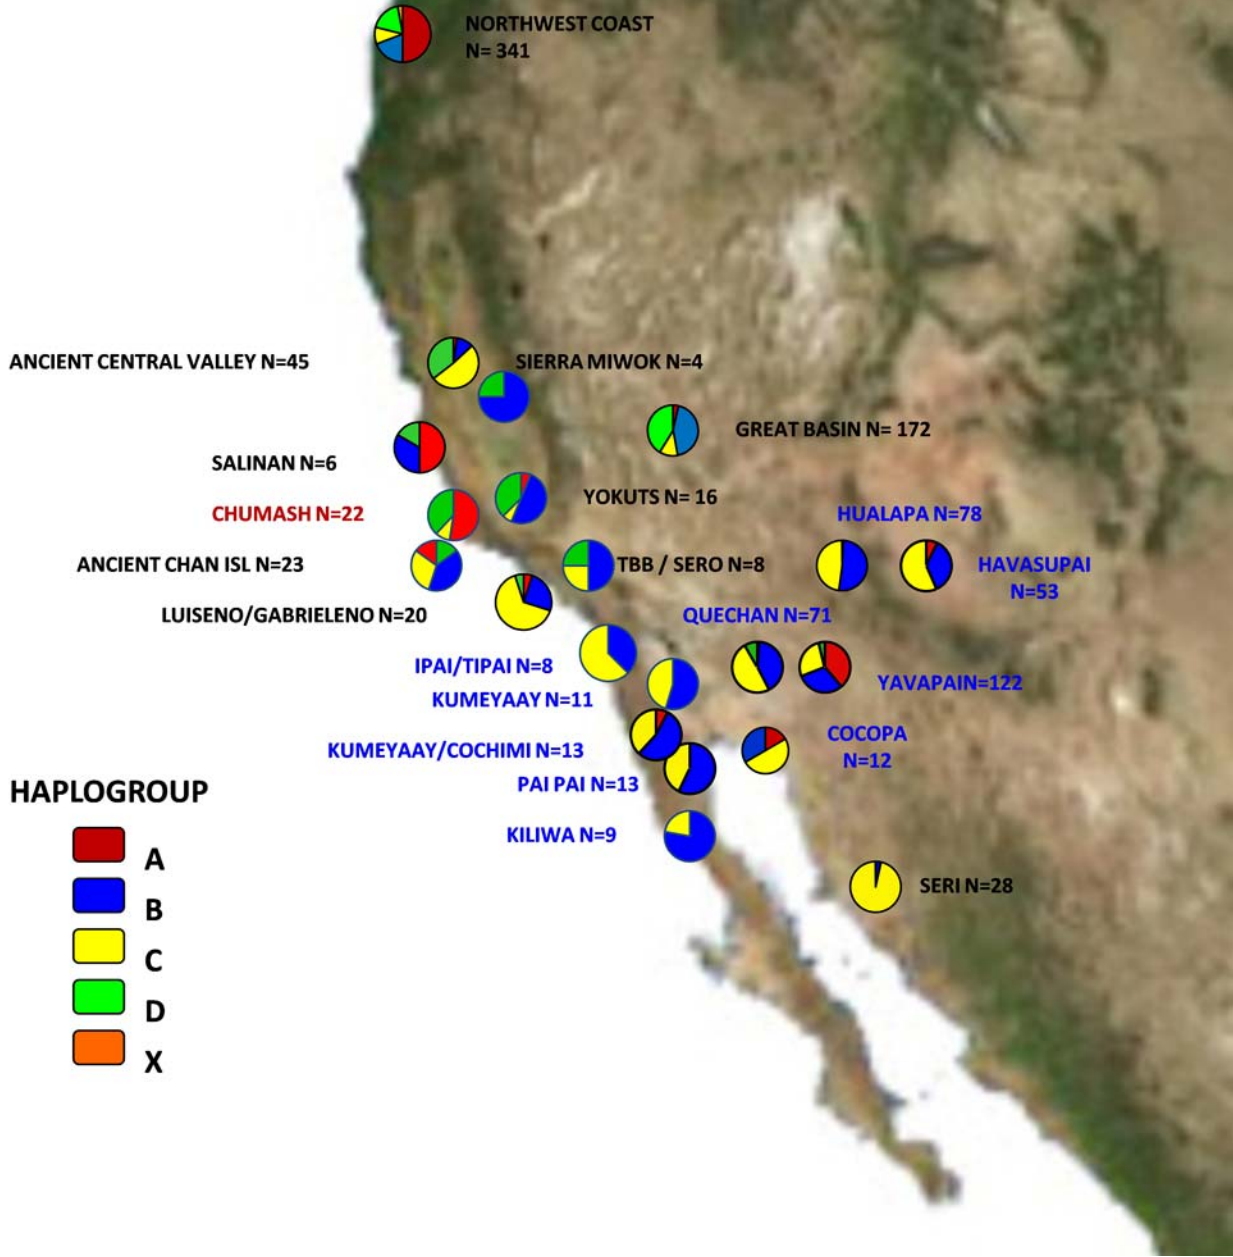 NORTHWEST COAST
N= 341
ANCIENT CENTRAL VALLEY N=45
SIERRA MIWOK N=4
GREAT BASIN N= 172
SALINAN N=6
YOKUTS N= 16
CHUMASH N=22
HUALAPA N=78
ANCIENT CHAN ISL N=23
TBB / SERO N=8
HAVASUPAI
N=53
LUISENO/GABRIELENO N=20
QUECHAN N=71
IPAI/TIPAI N=8
YAVAPAIN=122
KUMEYAAY N=11
COCOPA
N=12
KUMEYAAY/COCHIMI N=13
PAI PAI N=13
HAPLOGROUP
KILIWA N=9
A
SERI N=28
B
C
D
X